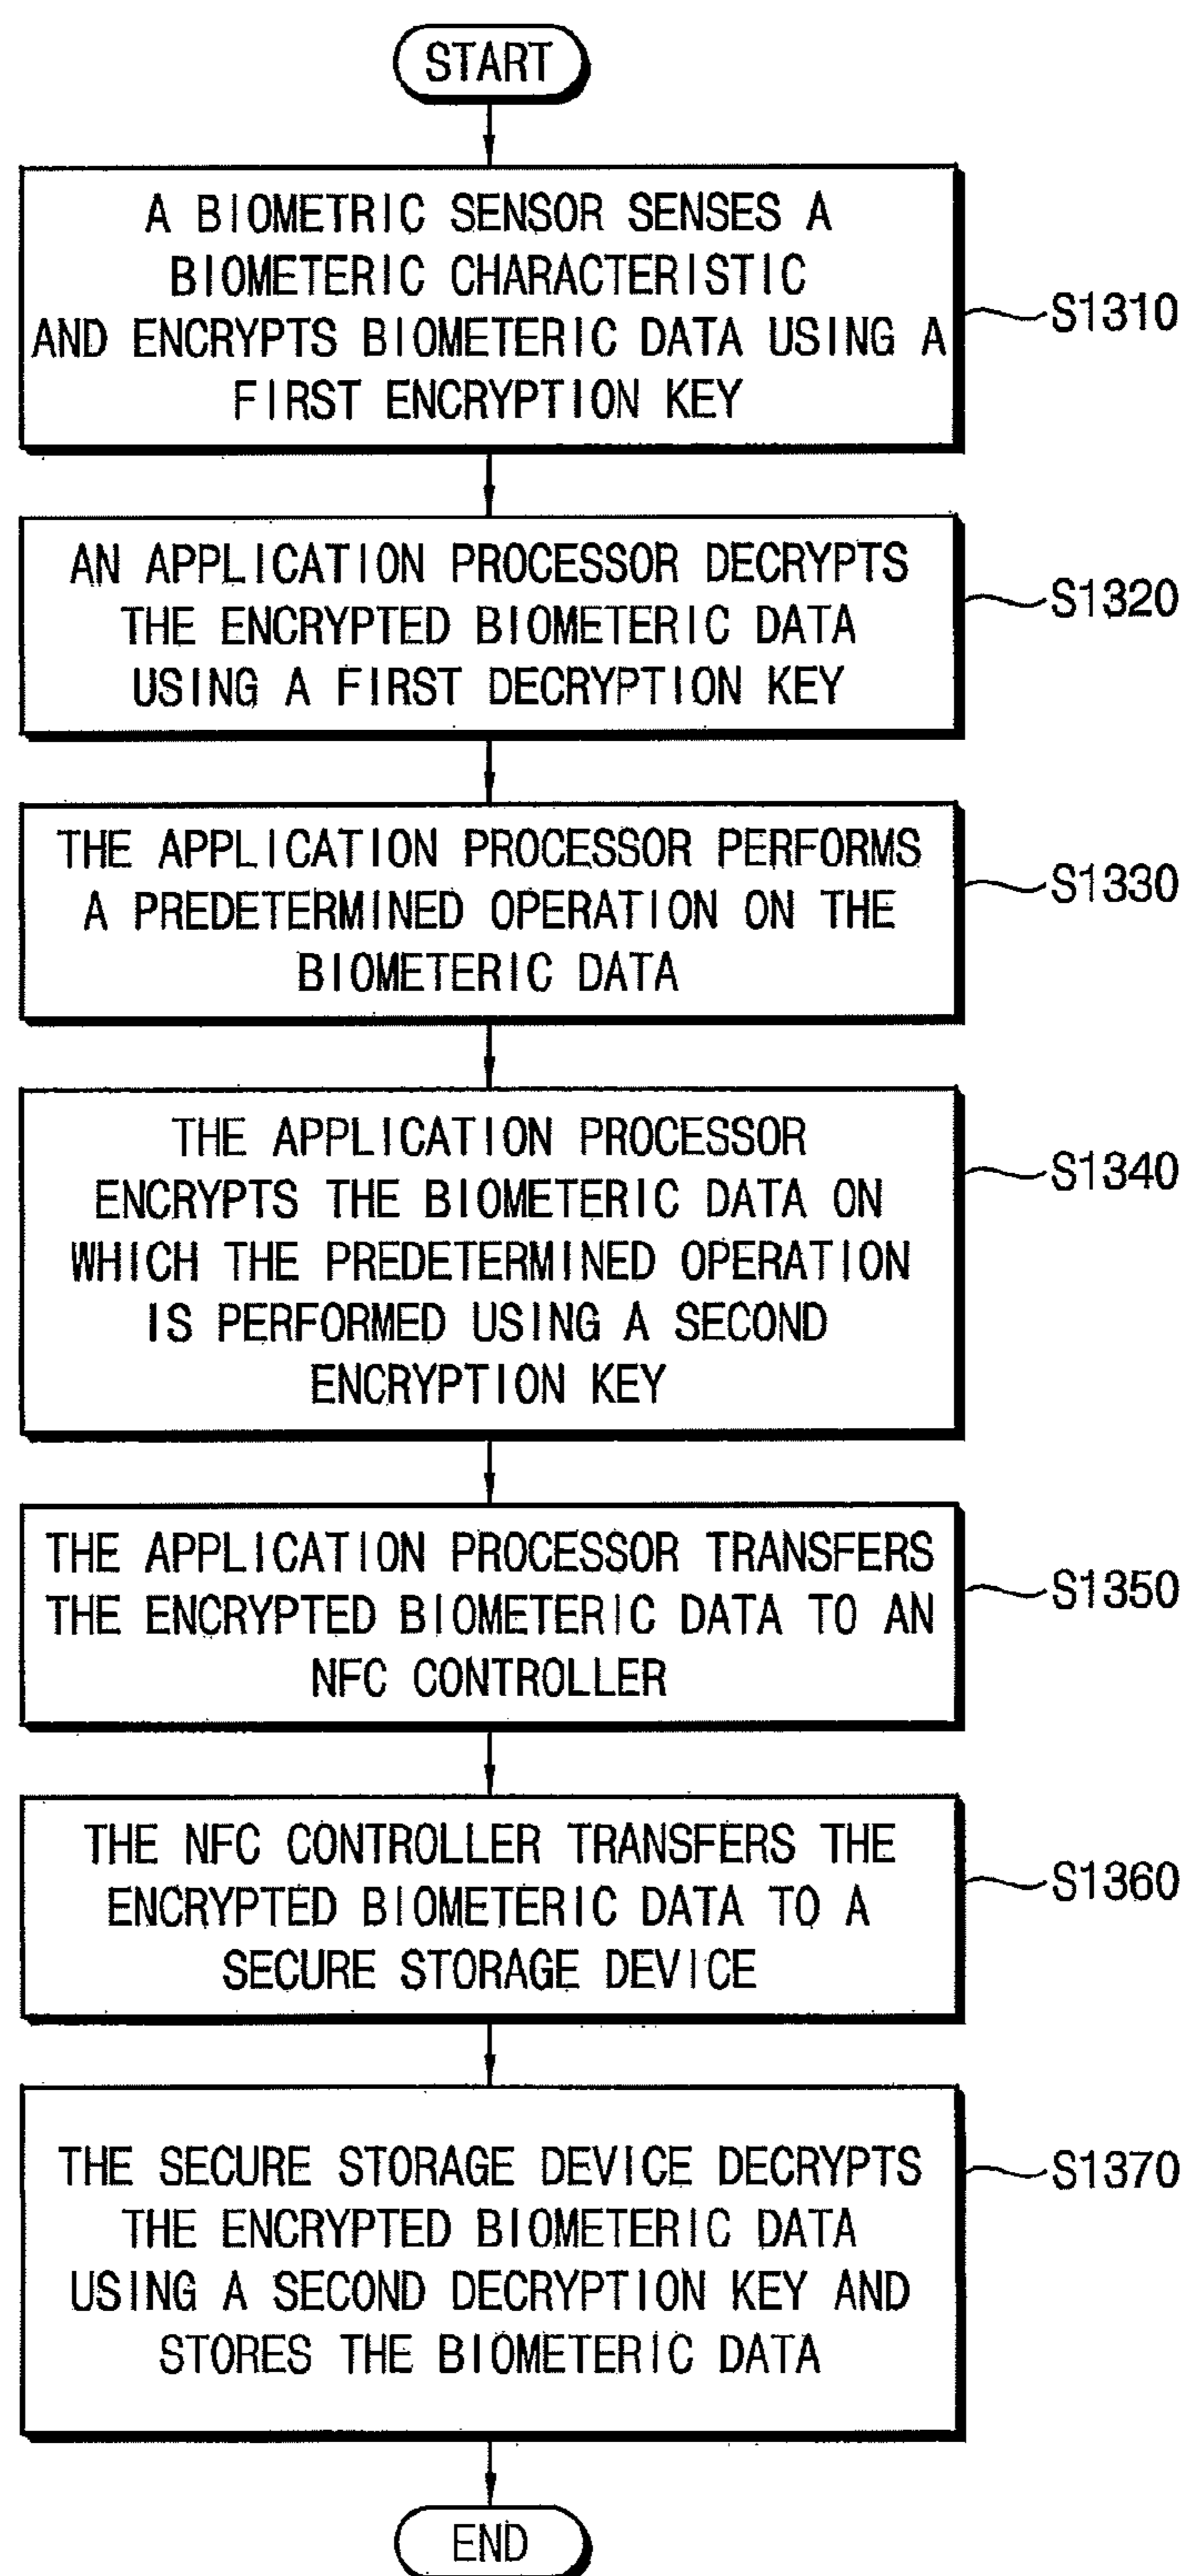 START
A BIOMETRIC SENSOR SENSES A
BIOMETERIC CHARACTERISTIC
AND ENCRYPTS BIOMETERIC DATA USING A
FIRST ENCRYPTION KEY
S1310
AN APPLICATION PROCESSOR DECRYPTS
THE ENCRYPTED BIOMETERIC DATA
USING A FIRST DECRYPTION KEY
S1320
THE APPLICATION PROCESSOR PERFORMS
A PREDETERMINED OPERATION ON THE
BIOMETERIC DATA
S1330
THE APPLICATION PROCESSOR
ENCRYPTS THE BIOMETERIC DATA ON
WHICH THE PREDETERMINED OPERATION
IS PERFORMED USING A SECOND
ENCRYPTION KEY
S1340
THE APPLICATION PROCESSOR TRANSFERS
THE ENCRYPTED BIOMETERIC DATA TO AN
NFC CONTROLLER
S1350
THE NFC CONTROLLER TRANSFERS THE
ENCRYPTED BIOMETERIC DATA TO A
SECURE STORAGE DEVICE
S1360
THE SECURE STORAGE DEVICE DECRYPTS
THE ENCRYPTED BIOMETERIC DATA
USING A SECOND DECRYPTION KEY AND
STORES THE BIOMETERIC DATA
S1370
END